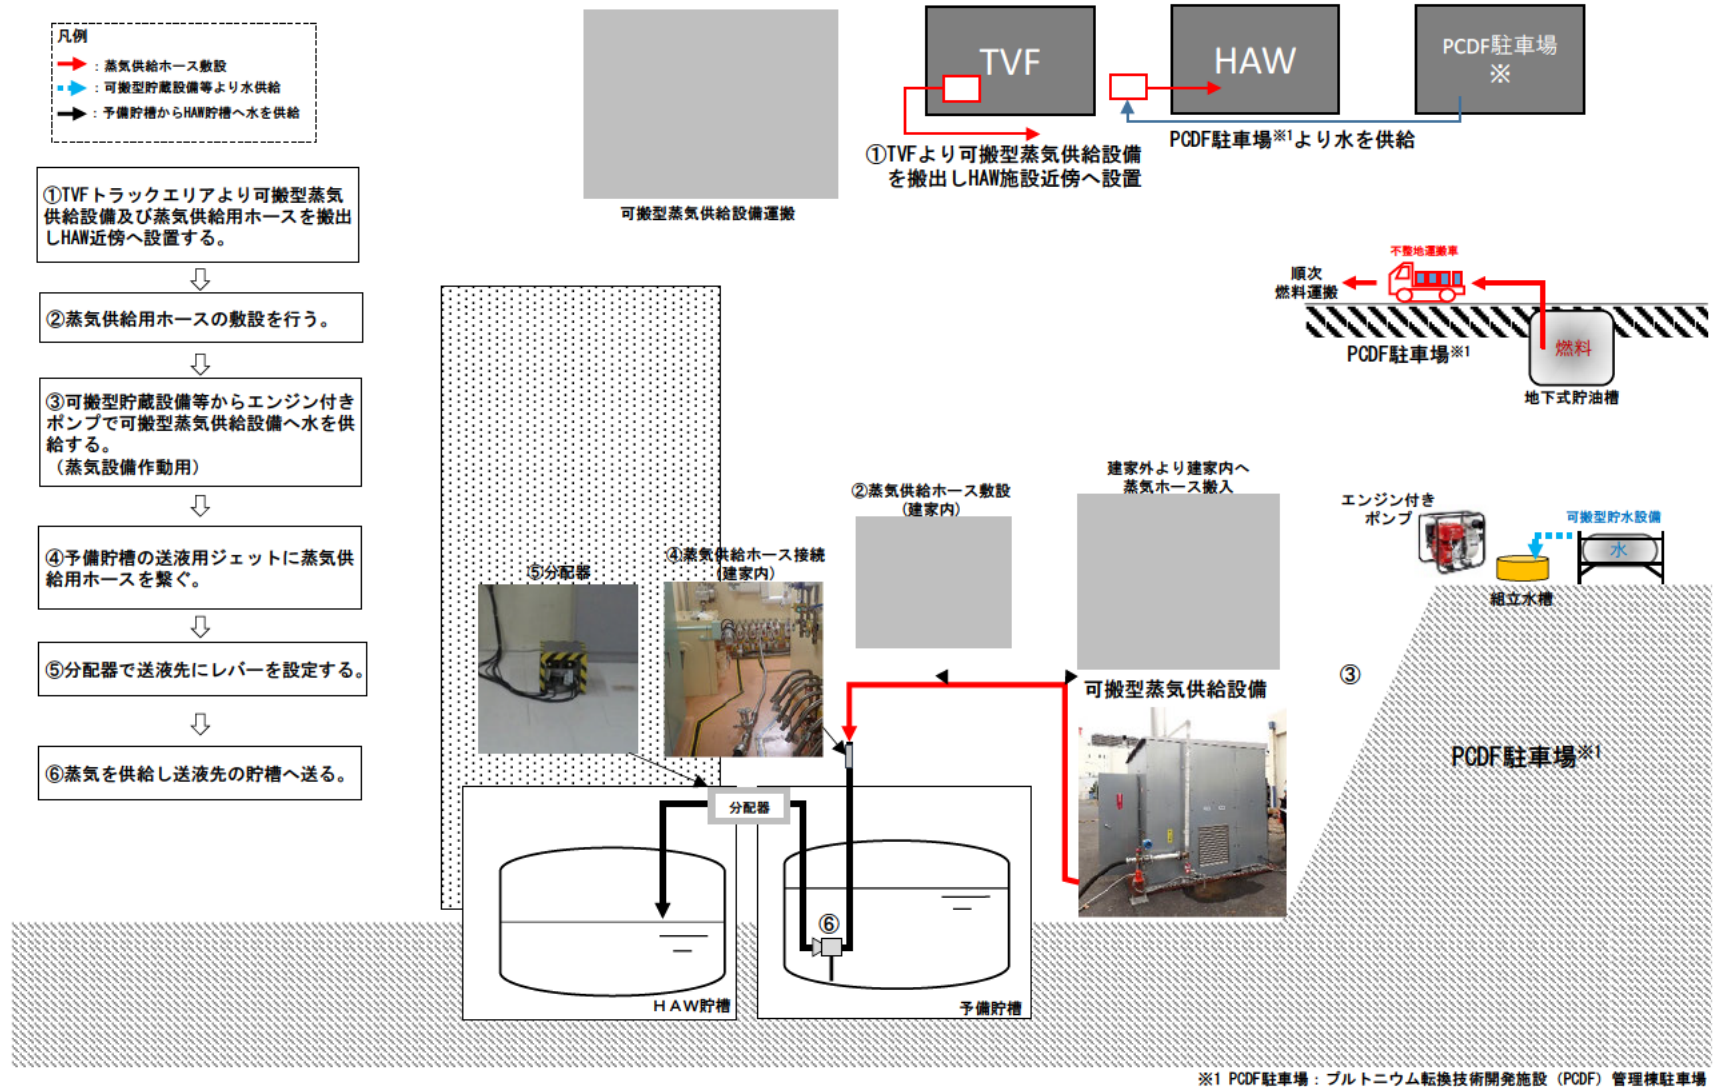 凡例
：蒸気供給ホース敷設
：可搬型貯蔵設備等より水供給
：予備貯槽からHAW貯槽へ水を供給
①TVFトラックエリアより可搬型蒸気
供給設備及び蒸気供給用ホースを搬出
しHAW近傍へ設置する。
②蒸気供給用ホースの敷設を行う。
③可搬型貯蔵設備等からエンジン付き
ポンプで可搬型蒸気供給設備へ水を供
給する。
（蒸気設備作動用）
④予備貯槽の送液用ジェットに蒸気供
給用ホースを繋ぐ。
⑤分配器で送液先にレバーを設定する。
⑥蒸気を供給し送液先の貯槽へ送る。
可搬型蒸気供給設備運搬
TVF
HAW
PCDF駐車場
※
①TVFより可搬型蒸気供給設備
を搬出しHAW施設近傍へ設置
PCDF駐車場※1より水を供給
不整地運搬車
順次
燃料運搬
PCDF駐車場※1
燃料
地下式貯油槽
建家外より建家内へ
蒸気ホース搬入
②蒸気供給ホース敷設
(建家内)
④蒸気供給ホース接続
(建家内)
⑤分配器
エンジン付き
ポンプ
可搬型貯水設備
水
組立水槽
③
可搬型蒸気供給設備
PCDF駐車場※1
分配器
⑥
ＨＡＷ貯槽
予備貯槽
※1 PCDF駐車場：プルトニウム転換技術開発施設（PCDF）管理棟駐車場